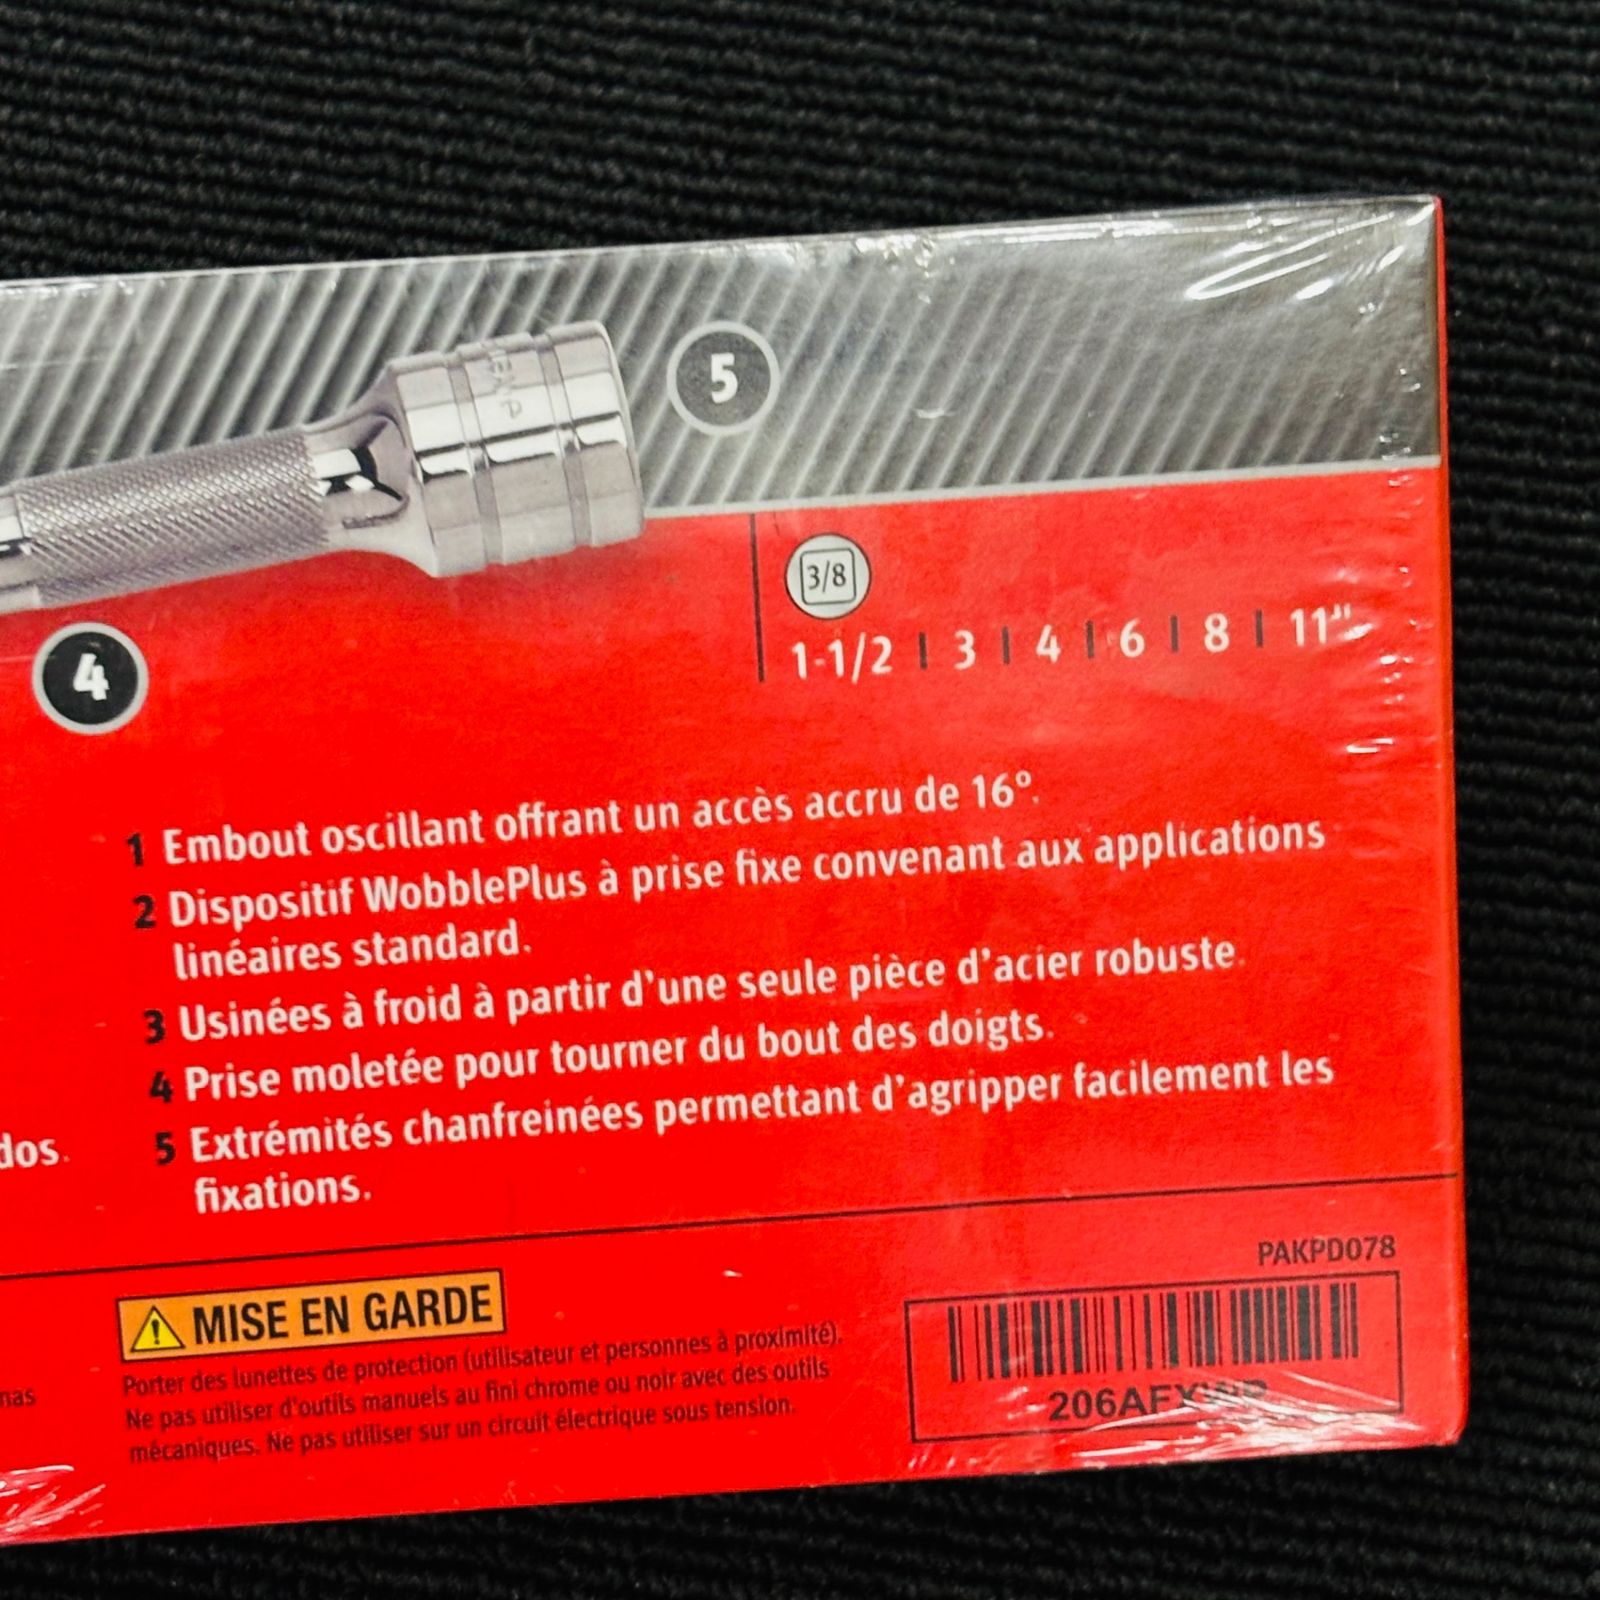 5
3/8
4
1-1/2 | 3 | 4 | 6 | 8 | 11"
1 Embout oscillant offrant un accès accru de 16°.
2 Dispositif WobblePlus à prise fixe convenant aux applications
linéaires standard.
3 Usinées à froid à partir d'une seule pièce d'acier robuste.
4 Prise moletée pour tourner du bout des doigts.
dos.
5 Extrémités chanfreinées permettant d'agripper facilement les
fixations.
PAKPD078
MISE EN GARDE
Porter des lunettes de protection (utilisateur et personnes à proximité).
nas
Ne pas utiliser d'outils manuels au fini chrome ou noir avec des outils
mécaniques. Ne pas utiliser sur un circuit électrique sous tension.
206AFXWP